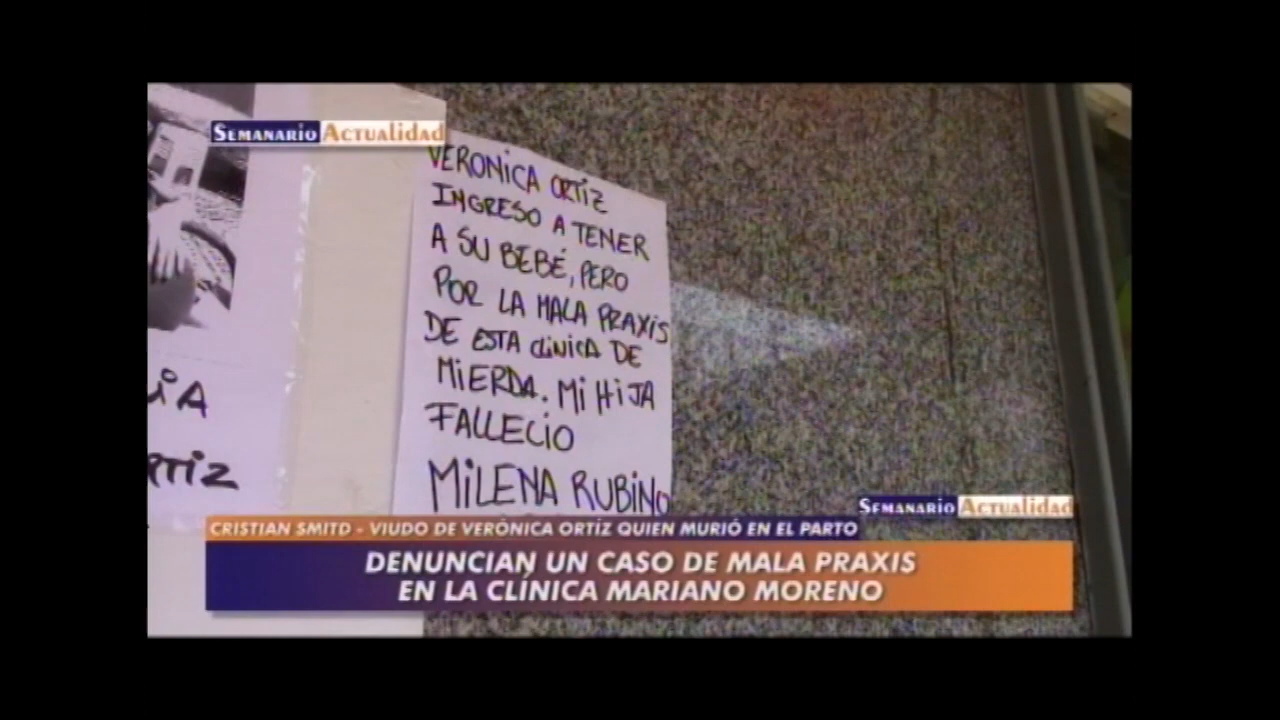 SEMANARIO ACTUALIDAD
VERONICA ORTIZ
INGRESO A TENER
A SU BEBÉ, PERO
POR LA MALA PRAXIS
DE ESTA CLINICA DE
MIERDA. MI HIJA
FALLECIO
MILENA RUBINO
RTIZ
SEMANARIO ACTUALIDAD
CRISTIAN SMITD - VIUDO DE VERÓNICA ORTÍZ QUIEN MURIÓ EN EL PARTO
DENUNCIAN UN CASO DE MALA PRAXIS
EN LA CLÍNICA MARIANO MORENO